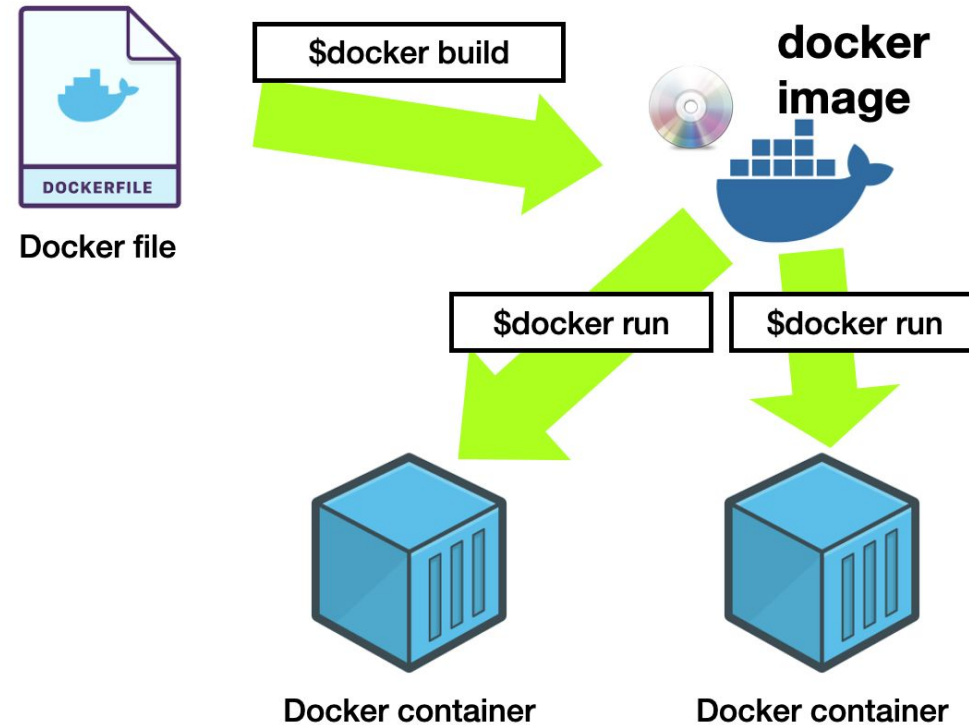 $docker build
docker
image
DOCKERFILE
Docker file
$docker run
$docker run
Docker container
Docker container